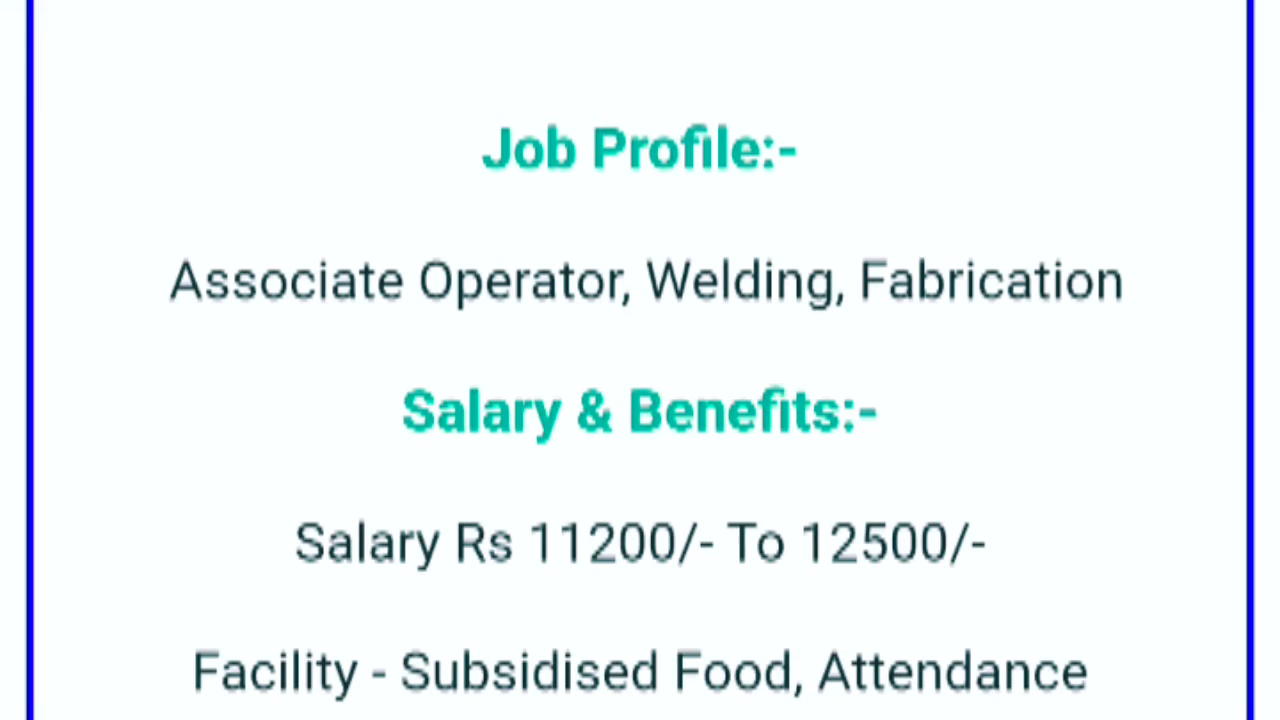 Job Profile:-
Associate Operator, Welding, Fabrication
Salary & Benefits:-
Salary Rs 11200/- To 12500/-
Facility - Subsidised Food, Attendance